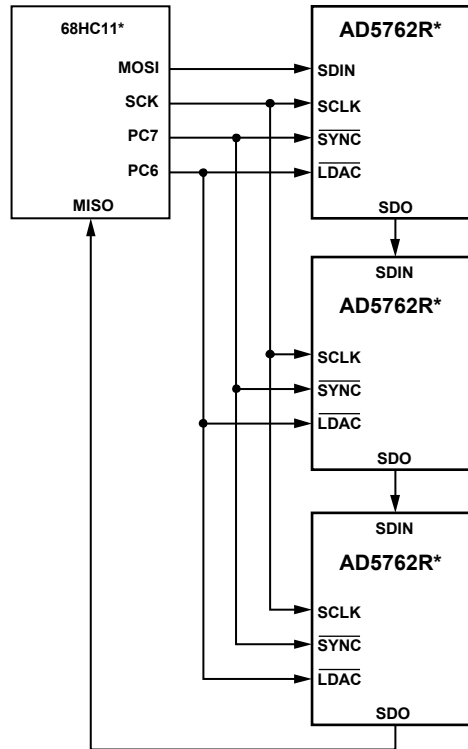 68HC11*
MOSI
SCK
PC7
PC6
MISO
AD5762R*
SDIN
SCLK
SYNC
LDAC
SDO
SDIN
AD5762R*
SCLK
SYNC
LDAC
SDO
SDIN
AD5762R*
SCLK
SYNC
LDAC
SDO